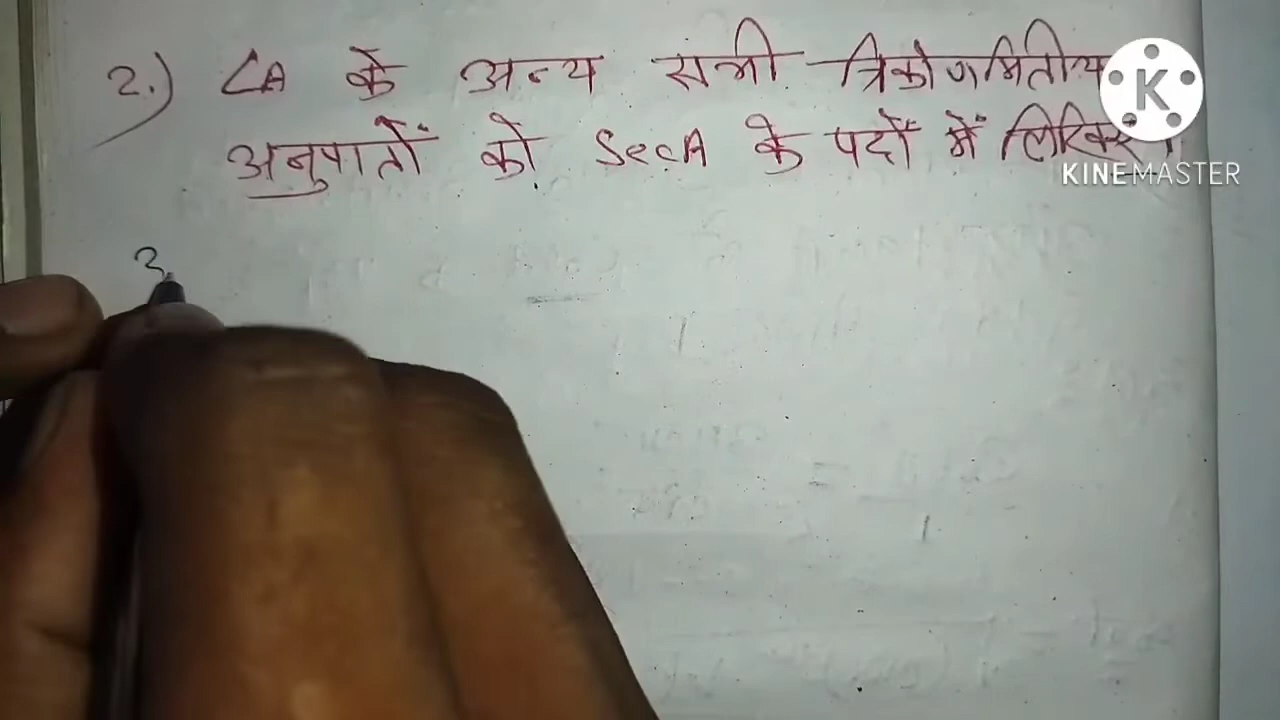 2.) ∠A के अन्य सभी त्रिकोणमितीय
अनुपातों को SecA के पदों में लिखिए।
उ
K
KINEMASTER